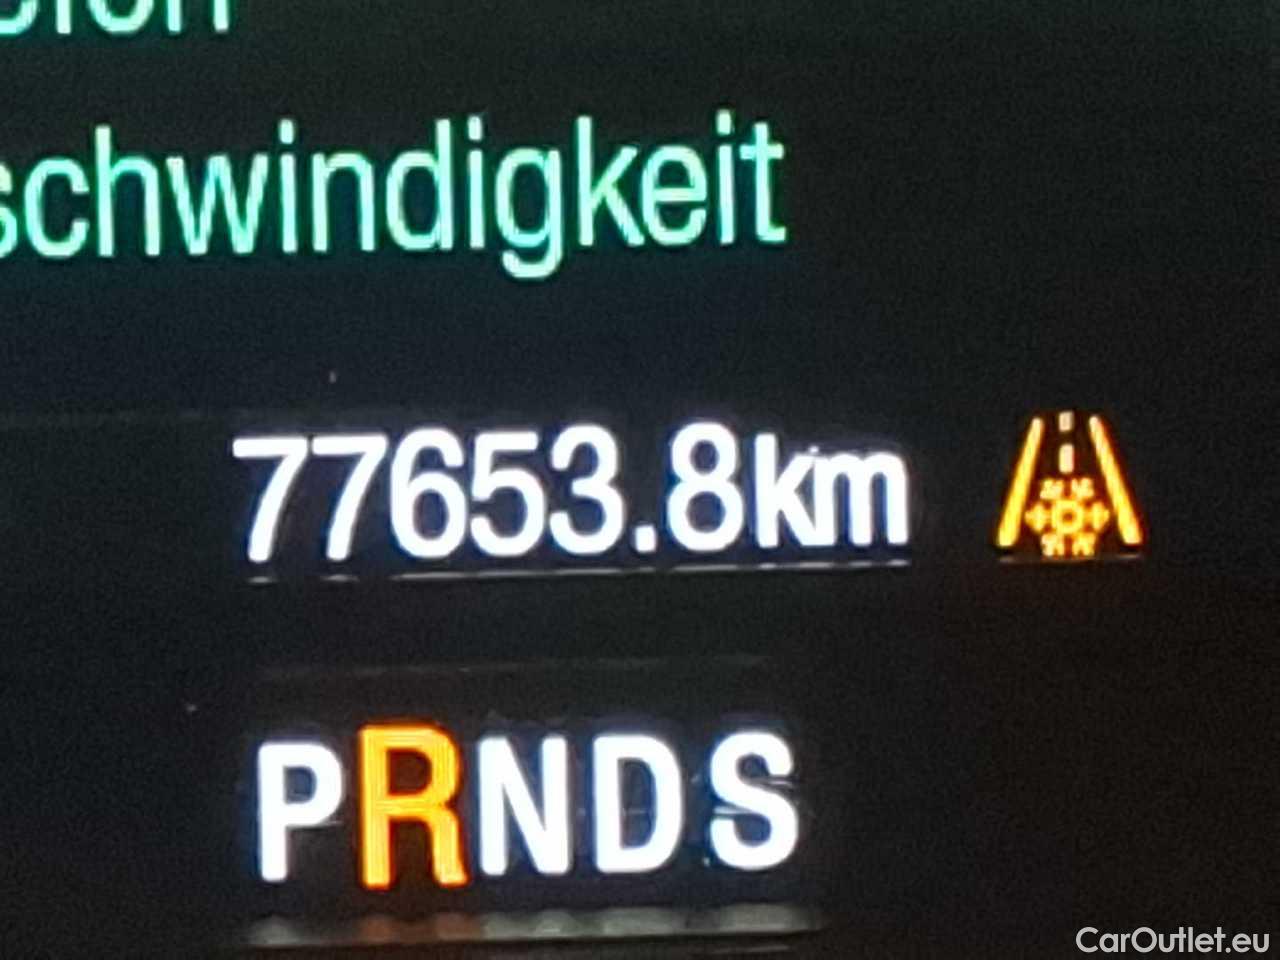 schwindigkeit
77653.8km
PRNDS
CarOutlet.eu